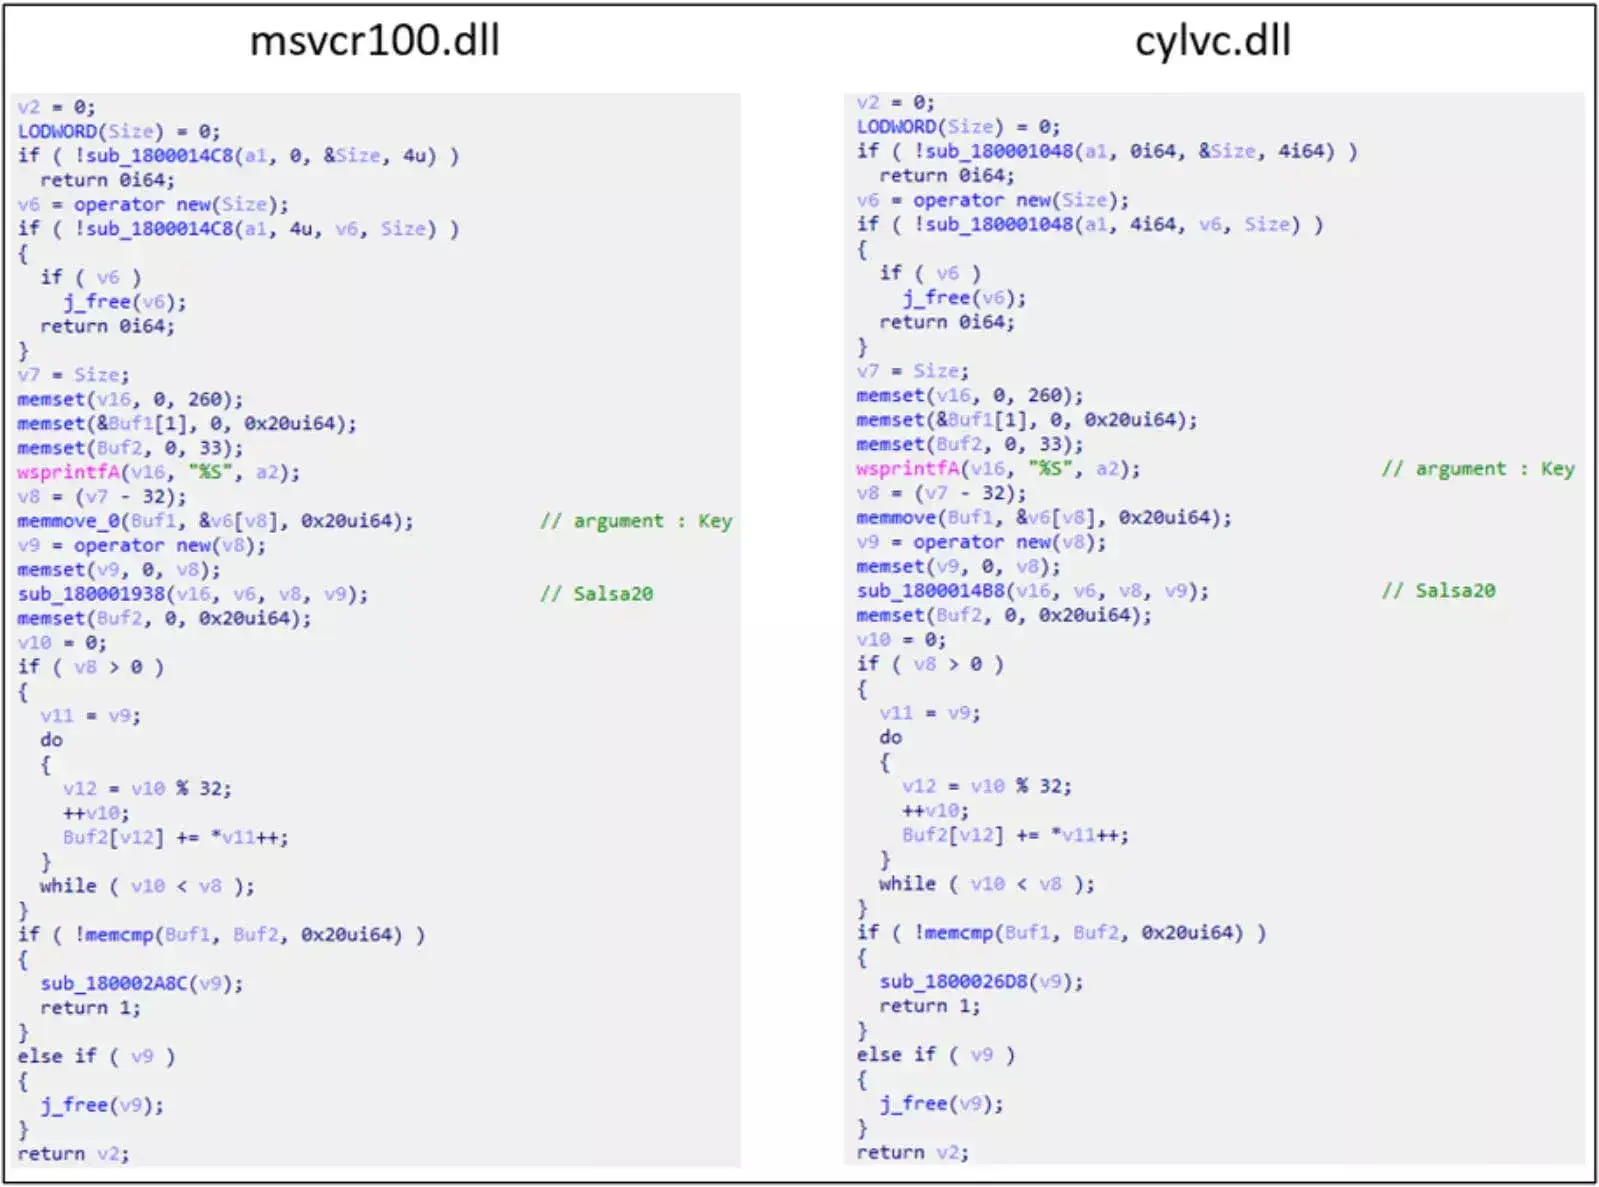 msvcr100.dll
v2 = 0;
LODWORD(Size) = 0;
if ( !sub_1800014C8(a1, 0, &Size, 4u) )
return 0i64;
v6 = operator new(Size);
if ( !sub_1800014C8(a1, 4u, v6, Size) )
{
if ( v6 )
j_free(v6);
return 0i64;
}
v7 = Size;
memset(v16, 0, 260);
memset(&Buf1[1], 0, 0x20ui64);
memset(Buf2, 0, 33);
wsprintfA(v16, "%S", a2);
v8 = (v7 - 32);
memmove_0(Buf1, &v6[v8], 0x20ui64); // argument : Key
v9 = operator new(v8);
memset(v9, 0, v8);
sub_180001938(v16, v6, v8, v9); // Salsa20
memset(Buf2, 0, 0x20ui64);
v10 = 0;
if ( v8 > 0 )
{
v11 = v9;
do
{
v12 = v10 % 32;
++v10;
Buf2[v12] += *v11++;
}
while ( v10 < v8 );
}
if ( !memcmp(Buf1, Buf2, 0x20ui64) )
{
sub_180002A8C(v9);
return 1;
}
else if ( v9 )
{
j_free(v9);
}
return v2;
cylvc.dll
v2 = 0;
LODWORD(Size) = 0;
if ( !sub_180001048(a1, 0i64, &Size, 4i64) )
return 0i64;
v6 = operator new(Size);
if ( !sub_180001048(a1, 4i64, v6, Size) )
{
if ( v6 )
j_free(v6);
return 0i64;
}
v7 = Size;
memset(v16, 0, 260);
memset(&Buf1[1], 0, 0x20ui64);
memset(Buf2, 0, 33);
wsprintfA(v16, "%S", a2); // argument : Key
v8 = (v7 - 32);
memmove(Buf1, &v6[v8], 0x20ui64);
v9 = operator new(v8);
memset(v9, 0, v8);
sub_1800014B8(v16, v6, v8, v9); // Salsa20
memset(Buf2, 0, 0x20ui64);
v10 = 0;
if ( v8 > 0 )
{
v11 = v9;
do
{
v12 = v10 % 32;
++v10;
Buf2[v12] += *v11++;
}
while ( v10 < v8 );
}
if ( !memcmp(Buf1, Buf2, 0x20ui64) )
{
sub_1800026D8(v9);
return 1;
}
else if ( v9 )
{
j_free(v9);
}
return v2;